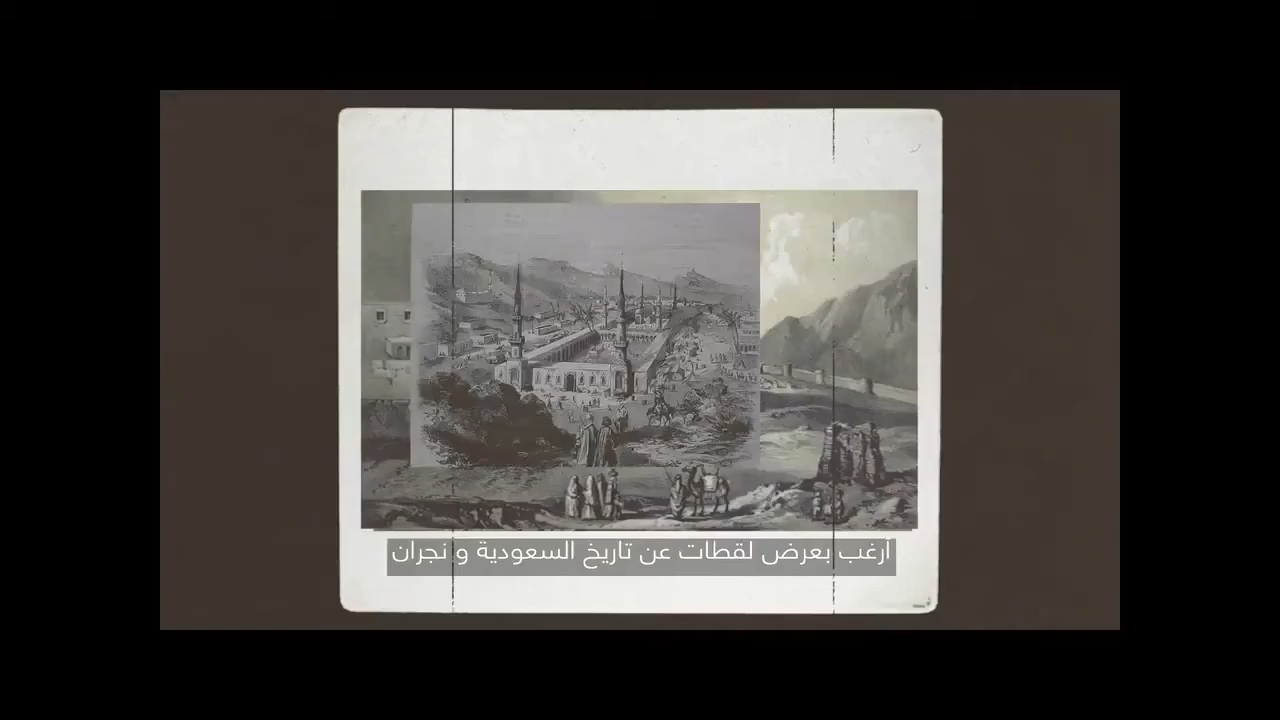 أرغب بعرض لقطات عن تاريخ السعودية و نجران